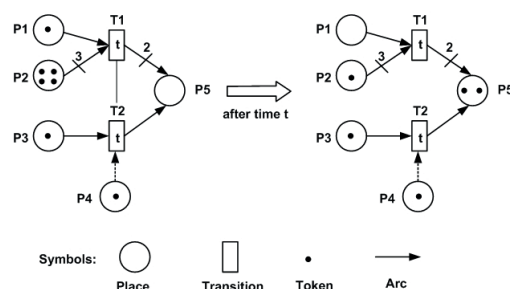 P1
T1
t
3
2
P2
P5
T2
t
P3
P4
after time t
P1
T1
t
3
2
P2
P5
T2
t
P3
P4
Symbols:
Place
Transition
Token
Arc